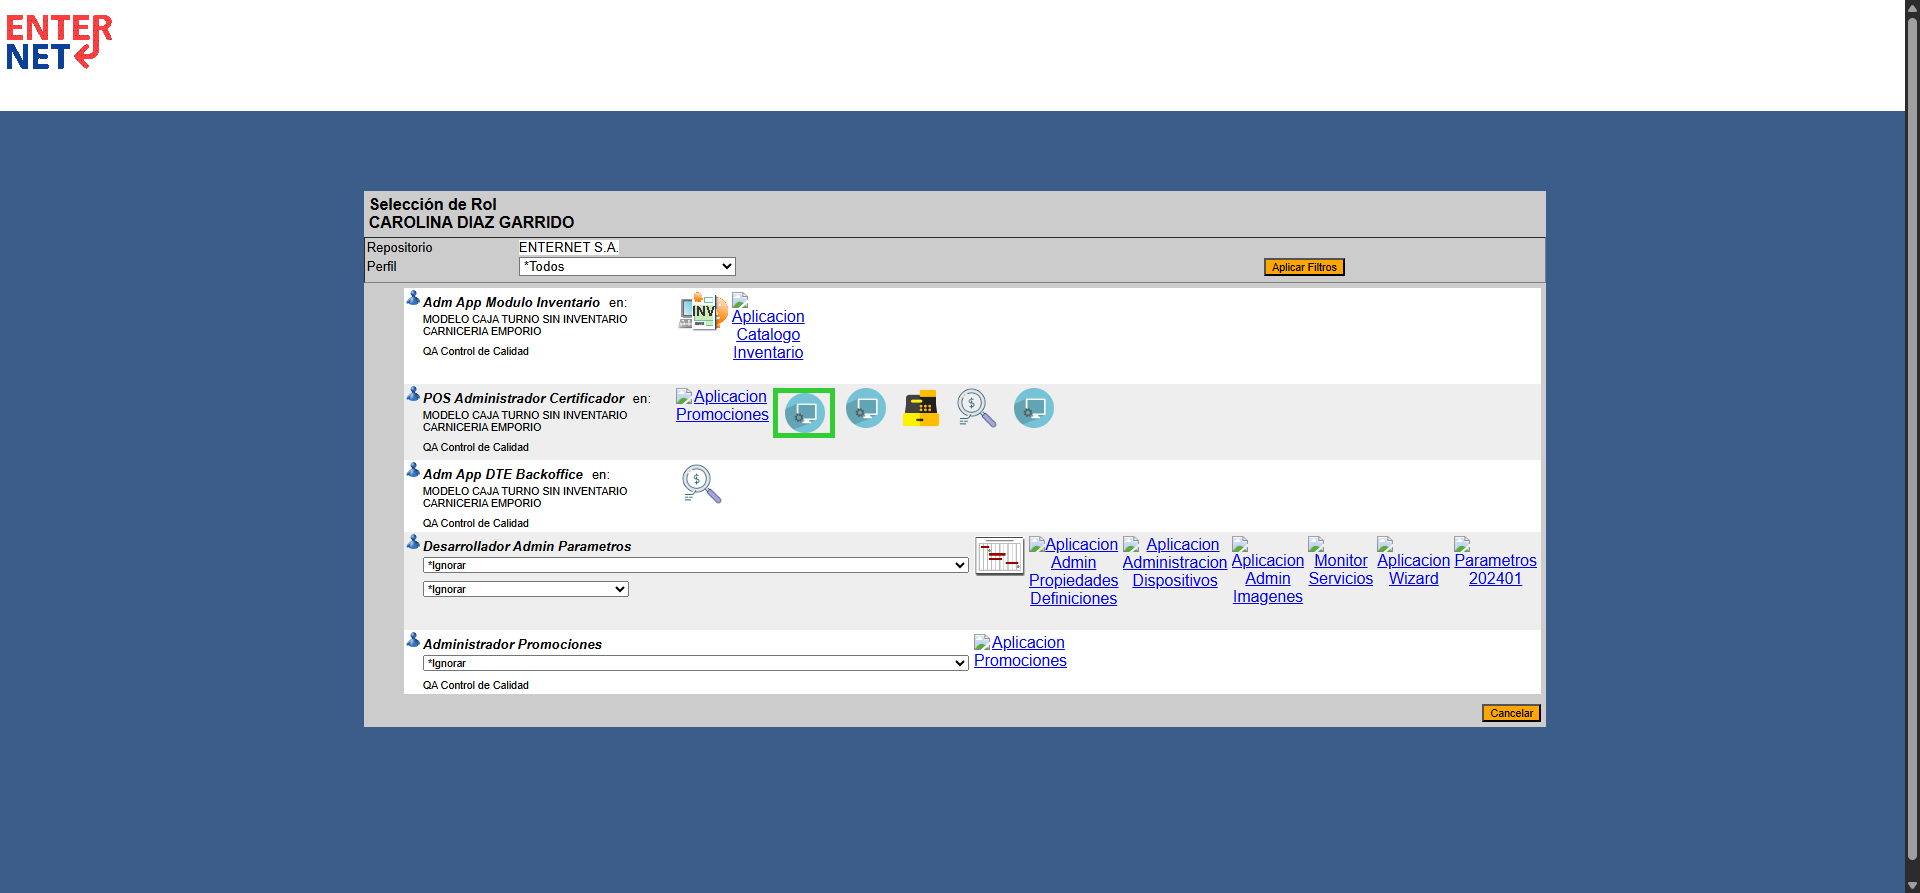 ENTER
NET
Selección de Rol
CAROLINA DIAZ GARRIDO
Repositorio ENTERNET S.A.
Perfil *Todos Aplicar Filtros
Adm App Modulo Inventario en:
MODELO CAJA TURNO SIN INVENTARIO
CARNICERIA EMPORIO
QA Control de Calidad
INV
Aplicacion
Catalogo
Inventario
POS Administrador Certificador en:
MODELO CAJA TURNO SIN INVENTARIO
CARNICERIA EMPORIO
QA Control de Calidad
Aplicacion
Promociones
$
Adm App DTE Backoffice en:
MODELO CAJA TURNO SIN INVENTARIO
CARNICERIA EMPORIO
QA Control de Calidad
$
Desarrollador Admin Parametros
*Ignorar
*Ignorar
Aplicacion
Admin
Propiedades
Definiciones
Aplicacion
Administracion
Dispositivos
Aplicacion
Admin
Imagenes
Monitor
Servicios
Aplicacion
Wizard
Parametros
202401
Administrador Promociones
*Ignorar
QA Control de Calidad
Aplicacion
Promociones
Cancelar